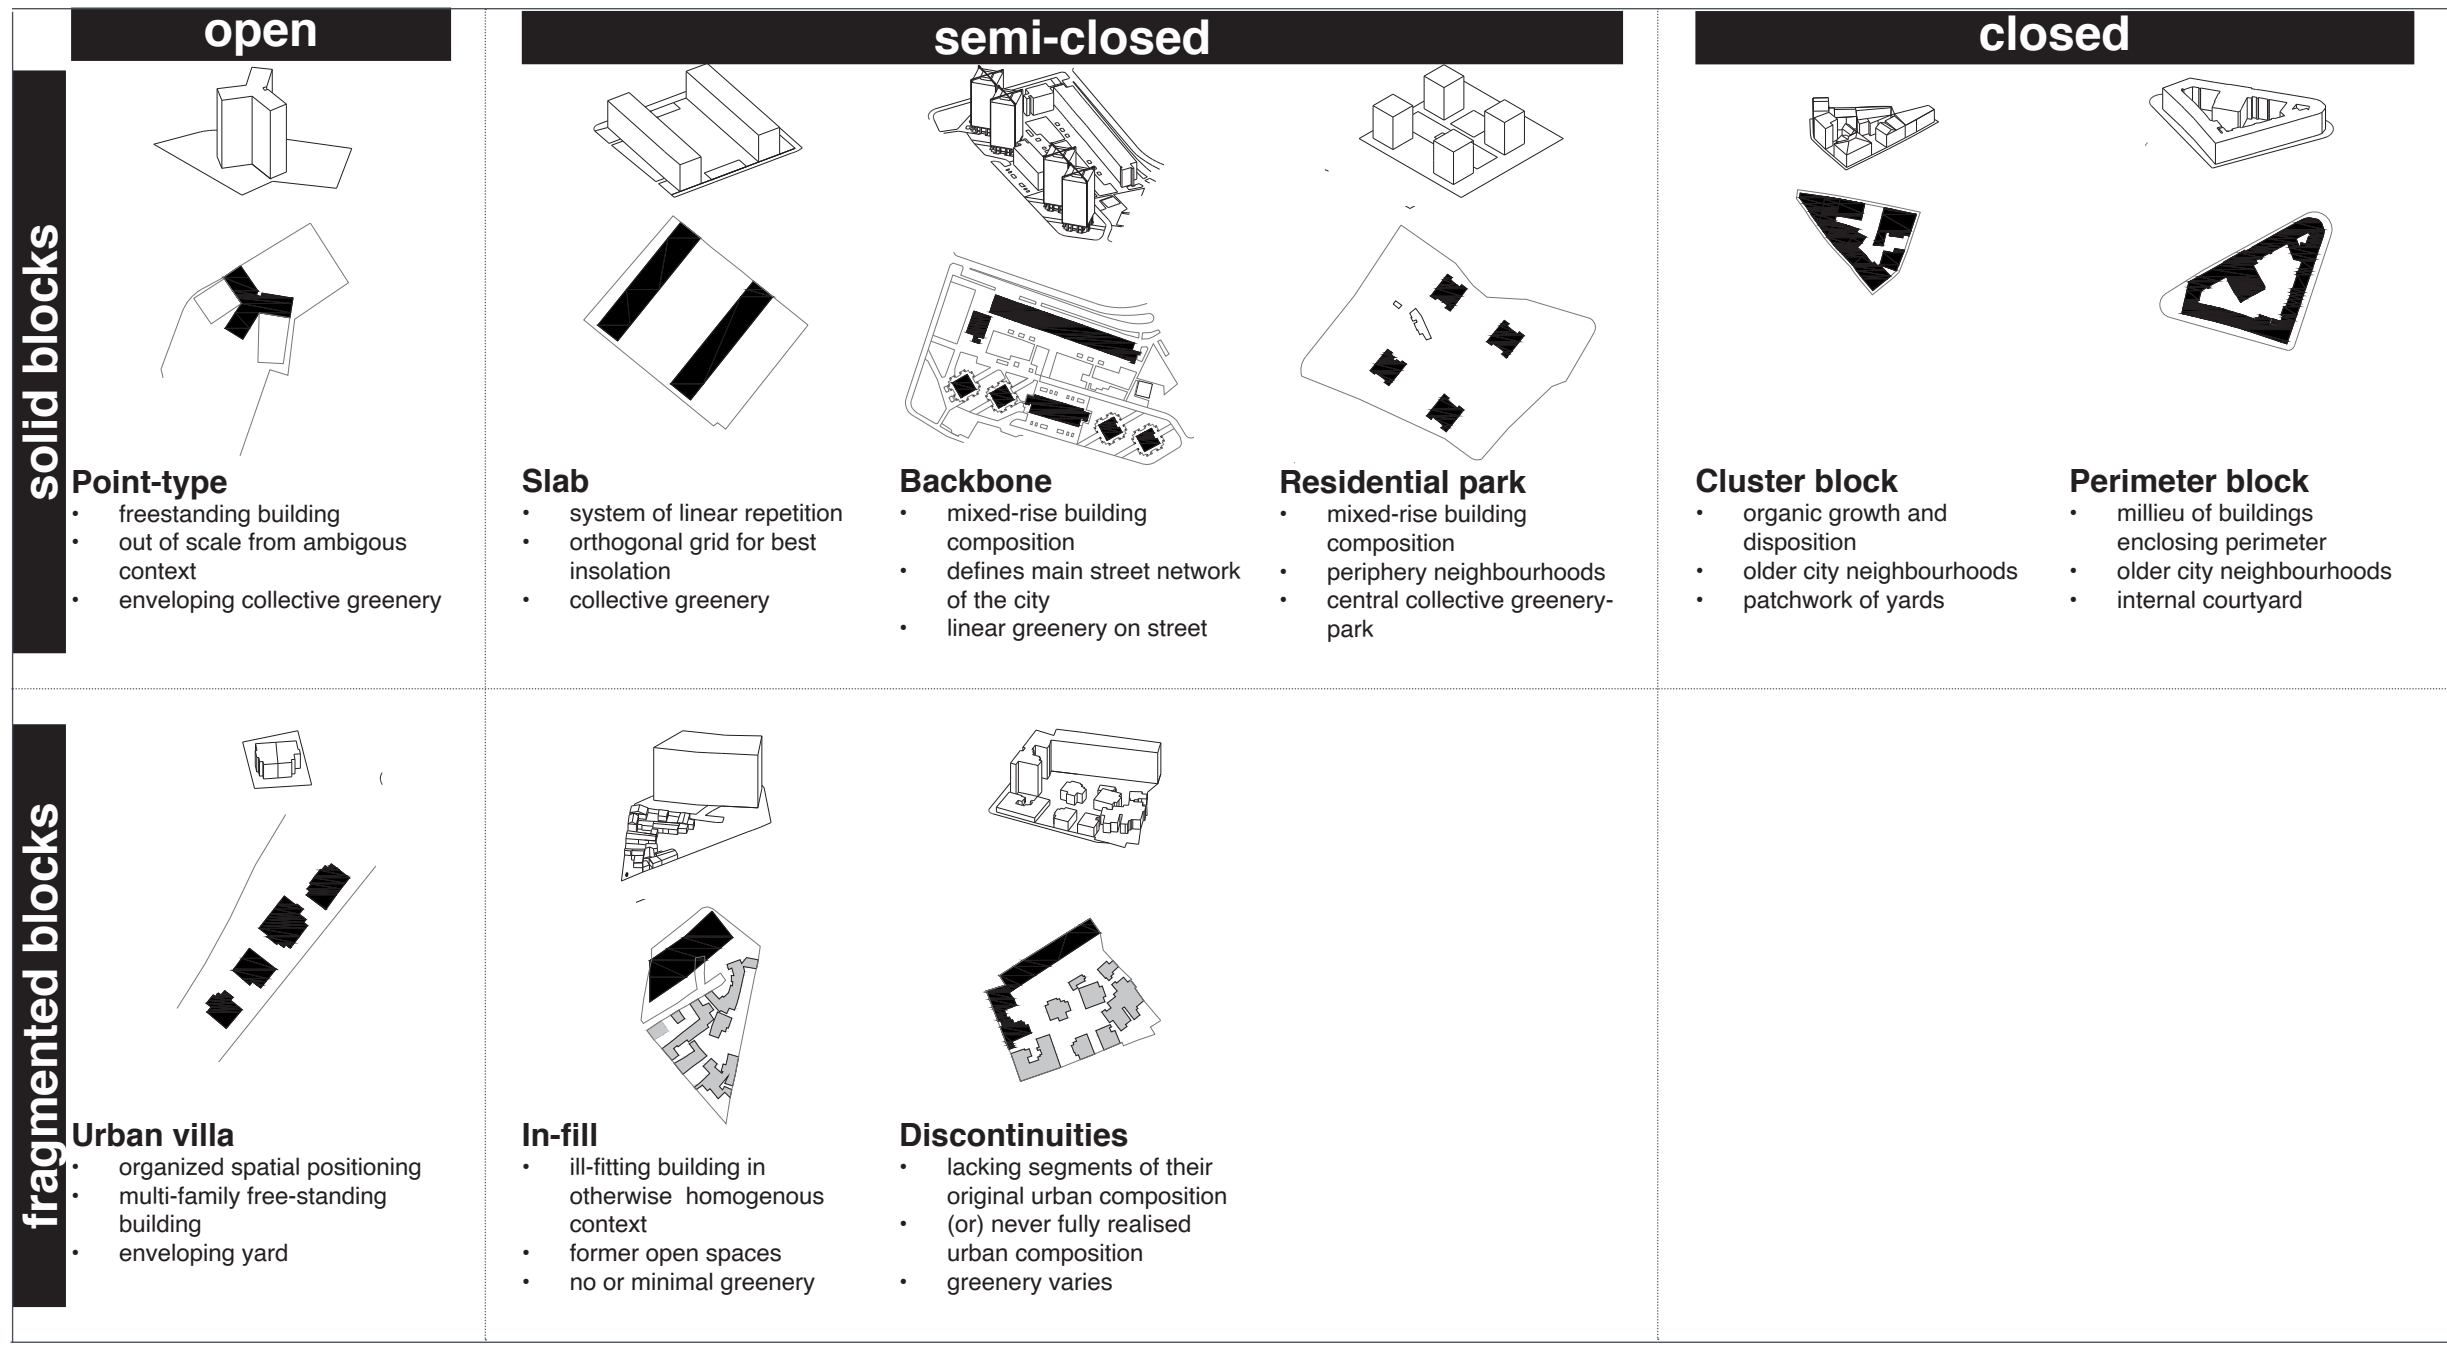 open
semi-closed
closed
solid blocks
Point-type
• freestanding building
• out of scale from ambigous
context
• enveloping collective greenery
Slab
• system of linear repetition
• orthogonal grid for best
insolation
• collective greenery
Backbone
• mixed-rise building
composition
• defines main street network
of the city
• linear greenery on street
Residential park
• mixed-rise building
composition
• periphery neighbourhoods
• central collective greenery-
park
Cluster block
• organic growth and
disposition
• older city neighbourhoods
• patchwork of yards
Perimeter block
• millieu of buildings
enclosing perimeter
• older city neighbourhoods
• internal courtyard
fragmented blocks
Urban villa
• organized spatial positioning
• multi-family free-standing
building
• enveloping yard
In-fill
• ill-fitting building in
otherwise  homogenous
context
• former open spaces
• no or minimal greenery
Discontinuities
• lacking segments of their
original urban composition
• (or) never fully realised
urban composition
• greenery varies